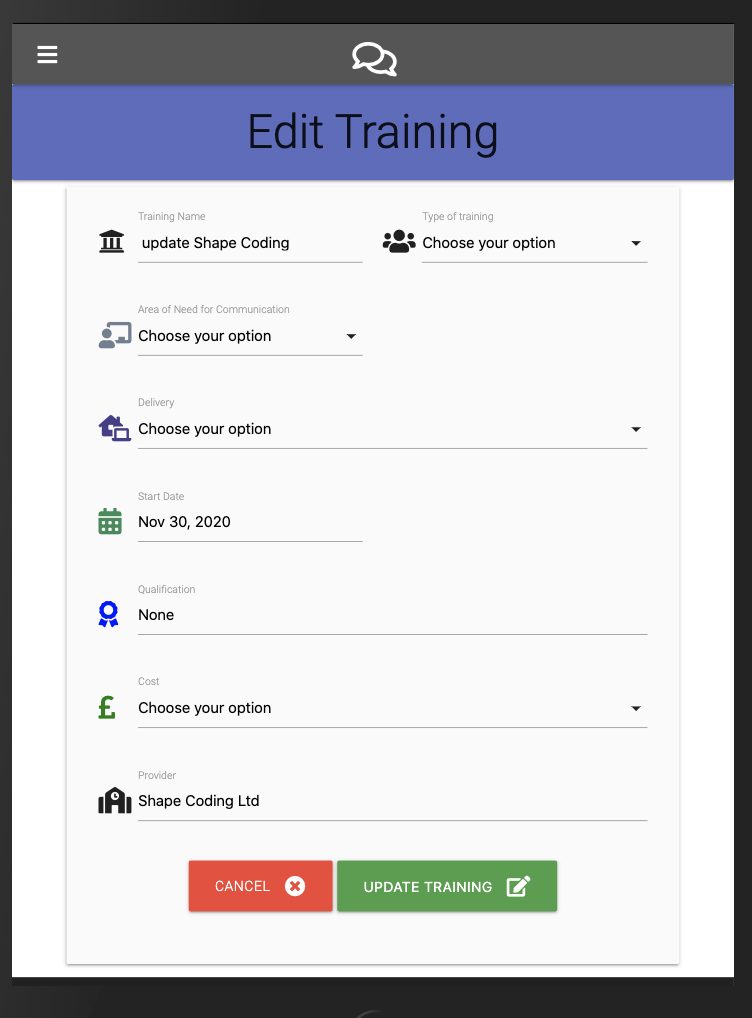 Edit Training
Training Name
Type of training
update Shape Coding
Choose your option
Area of Need for Communication
Choose your option
Delivery
Choose your option
Start Date
Nov 30, 2020
Qualification
None
Cost
£
Choose your option
Provider
Shape Coding Ltd
CANCEL
UPDATE TRAINING